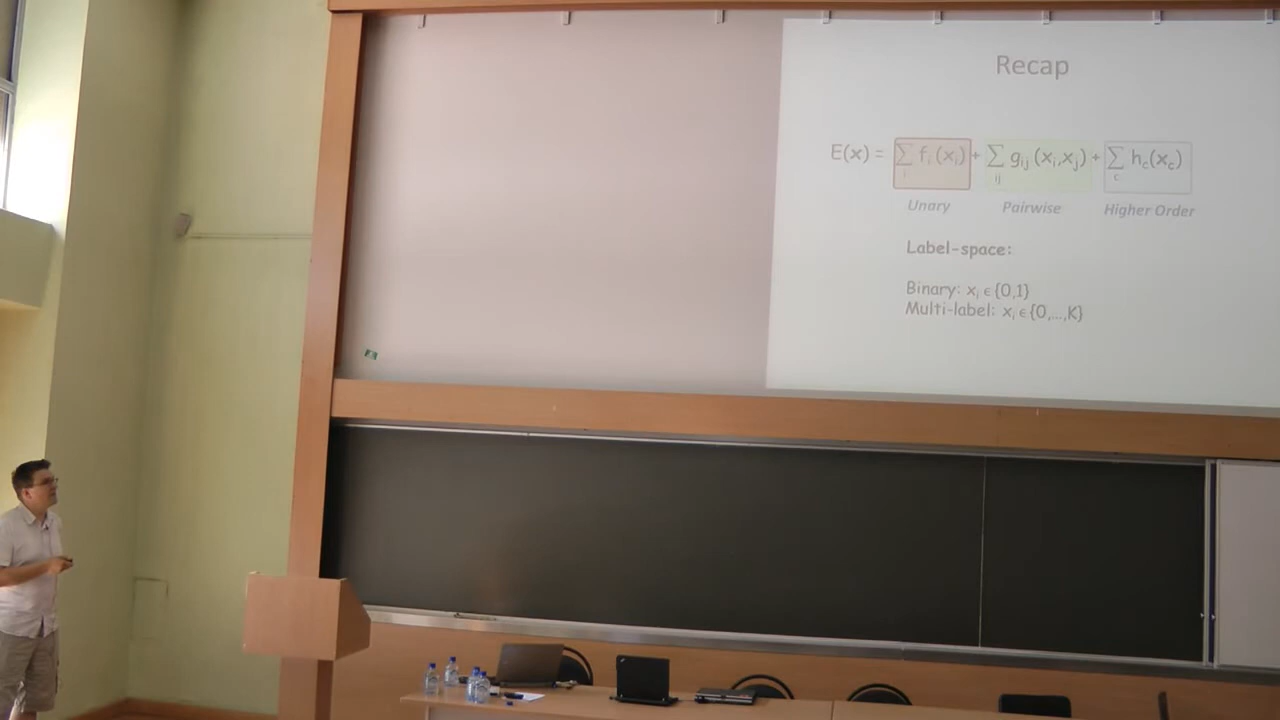 Recap
E(x) = ∑ f_i (x_i) + ∑ g_ij (x_i,x_j) + ∑ h_c(x_c)
i ij c
Unary Pairwise Higher Order
Label-space:
Binary: x_i ϵ {0,1}
Multi-label: x_i ϵ {0,...,K}